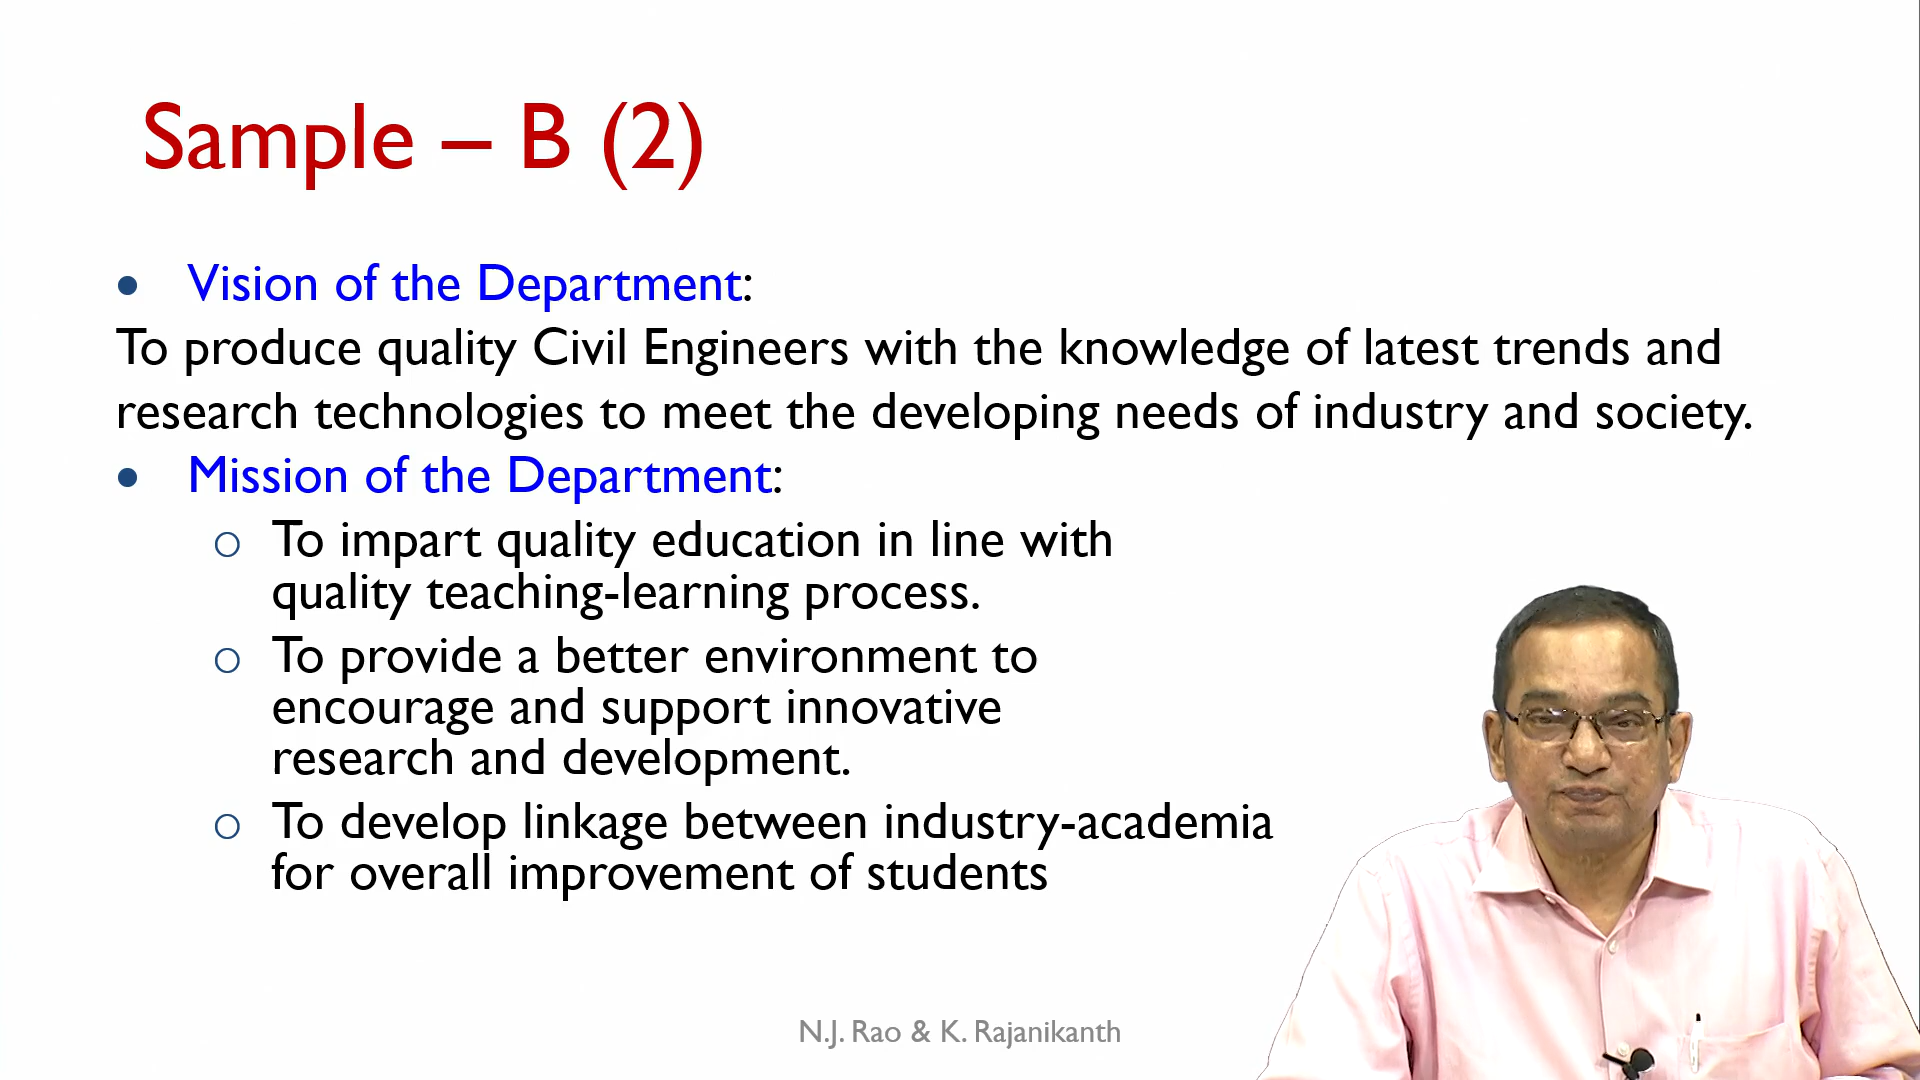 Sample – B (2)
• Vision of the Department:
To produce quality Civil Engineers with the knowledge of latest trends and
research technologies to meet the developing needs of industry and society.
• Mission of the Department:
○ To impart quality education in line with
quality teaching-learning process.
○ To provide a better environment to
encourage and support innovative
research and development.
○ To develop linkage between industry-academia
for overall improvement of students
N.J. Rao & K. Rajanikanth